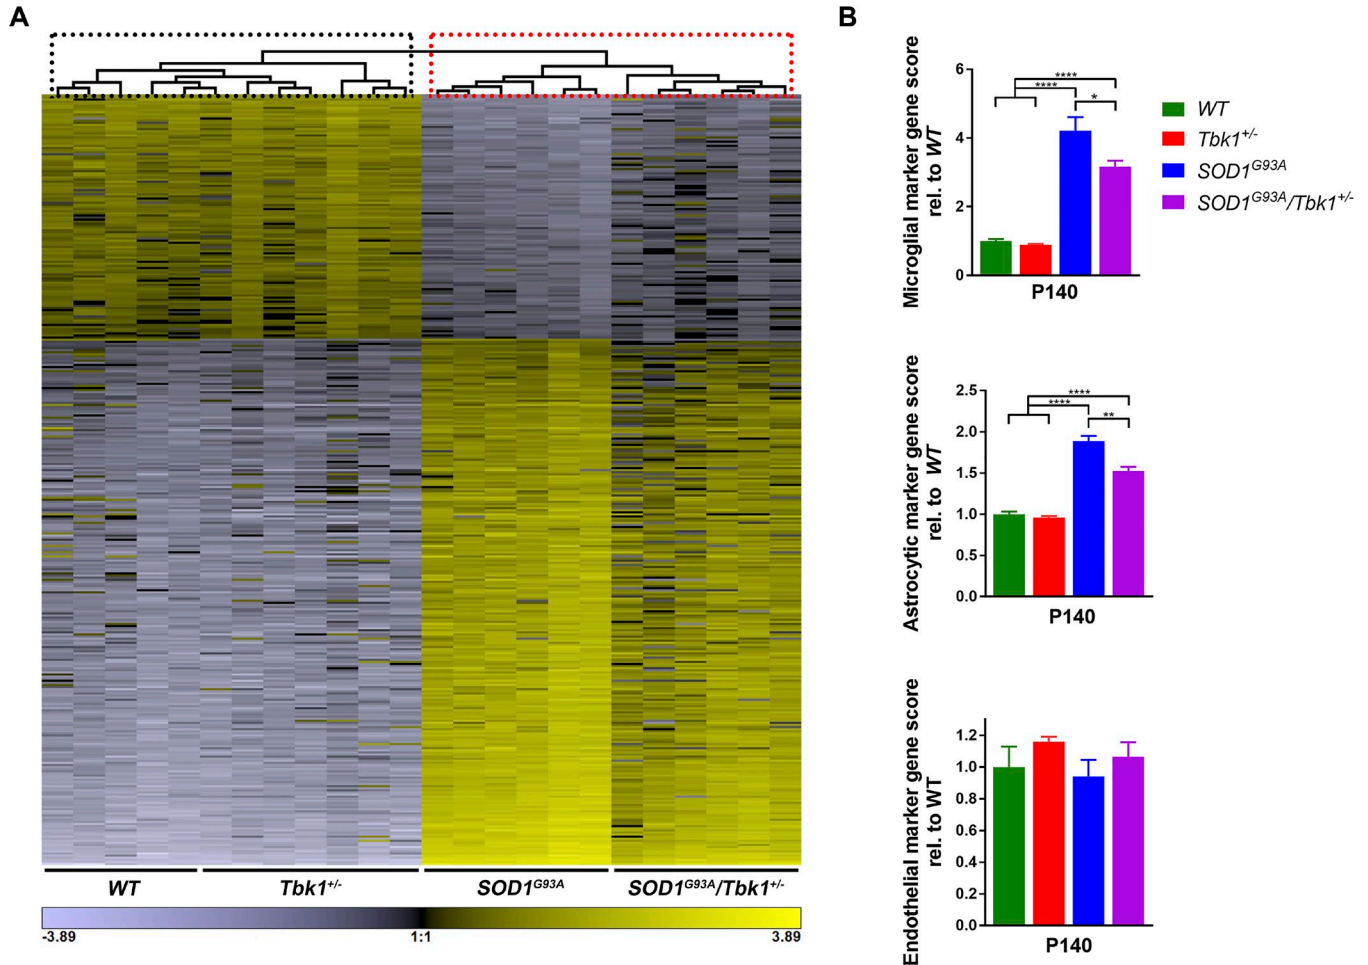 A
WT
Tbk1+/-
SOD1G93A
SOD1G93A/Tbk1+/-
-3.89
1:1
3.89
B
Microglial marker gene score
rel. to WT
6
4
2
0
****
****
*
P140
WT
Tbk1+/-
SOD1G93A
SOD1G93A/Tbk1+/-
Astrocytic marker gene score
rel. to WT
2.5
2.0
1.5
1.0
0.5
0.0
****
****
**
P140
Endothelial marker gene score
rel. to WT
1.2
1.0
0.8
0.6
0.4
0.2
0.0
P140